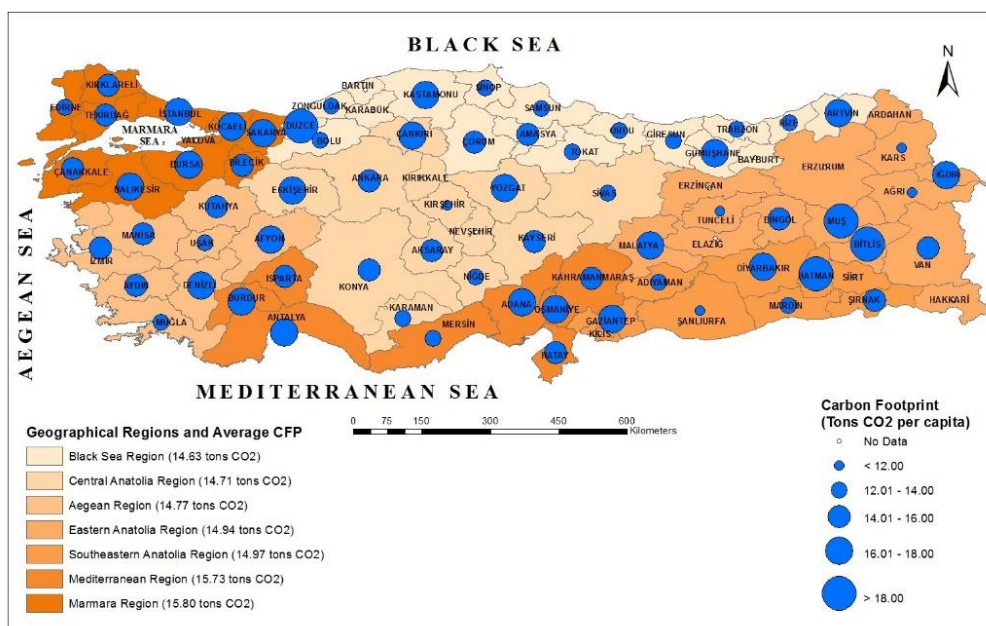 BLACK SEA
N
KIRKLARELİ
EDİRNE
TEKİRDAĞ
İSTANBUL
MARMARA
SEA
KOCAELİ
YALOVA
SAKARYA
DÜZCE
BOLU
ZONGULDAK
BARTIN
KARABÜK
KASTAMONU
SİNOP
SAMSUN
ÇANKIRI
ÇORUM
AMASYA
TOKAT
ORDU
GİRESUN
GÜMÜŞHANE
TRABZON
BAYBURT
RİZE
ARTVİN
ARDAHAN
KARS
IĞDIR
AĞRI
ERZURUM
ERZİNCAN
ÇANAKKALE
BALIKESİR
BURSA
BİLEÇİK
ESKİŞEHİR
ANKARA
KIRIKKALE
YOZGAT
SİVAS
KIRŞEHİR
NEVŞEHİR
KAYSERİ
AKSARAY
NİĞDE
KONYA
KARAMAN
KÜTAHYA
MANİSA
UŞAK
AFYON
İZMİR
AYDIN
DENİZLİ
MUĞLA
BURDUR
ISPARTA
ANTALYA
MERSİN
ADANA
OSMANİYE
HATAY
KAHRAMANMARAŞ
GAZİANTEP
KİLİS
ADIYAMAN
ŞANLIURFA
MALATYA
ELAZIĞ
TUNCELİ
BİNGÖL
MUŞ
BİTLİS
VAN
DİYARBAKIR
BATMAN
SİİRT
MARDİN
ŞIRNAK
HAKKARİ
AEGEAN SEA
MEDITERRANEAN SEA
0 75 150 300 450 600
Kilometers
Geographical Regions and Average CFP
Black Sea Region (14.63 tons CO2)
Central Anatolia Region (14.71 tons CO2)
Aegean Region (14.77 tons CO2)
Eastern Anatolia Region (14.94 tons CO2)
Southeastern Anatolia Region (14.97 tons CO2)
Mediterranean Region (15.73 tons CO2)
Marmara Region (15.80 tons CO2)
Carbon Footprint
(Tons CO2 per capita)
No Data
< 12.00
12.01 - 14.00
14.01 - 16.00
16.01 - 18.00
> 18.00